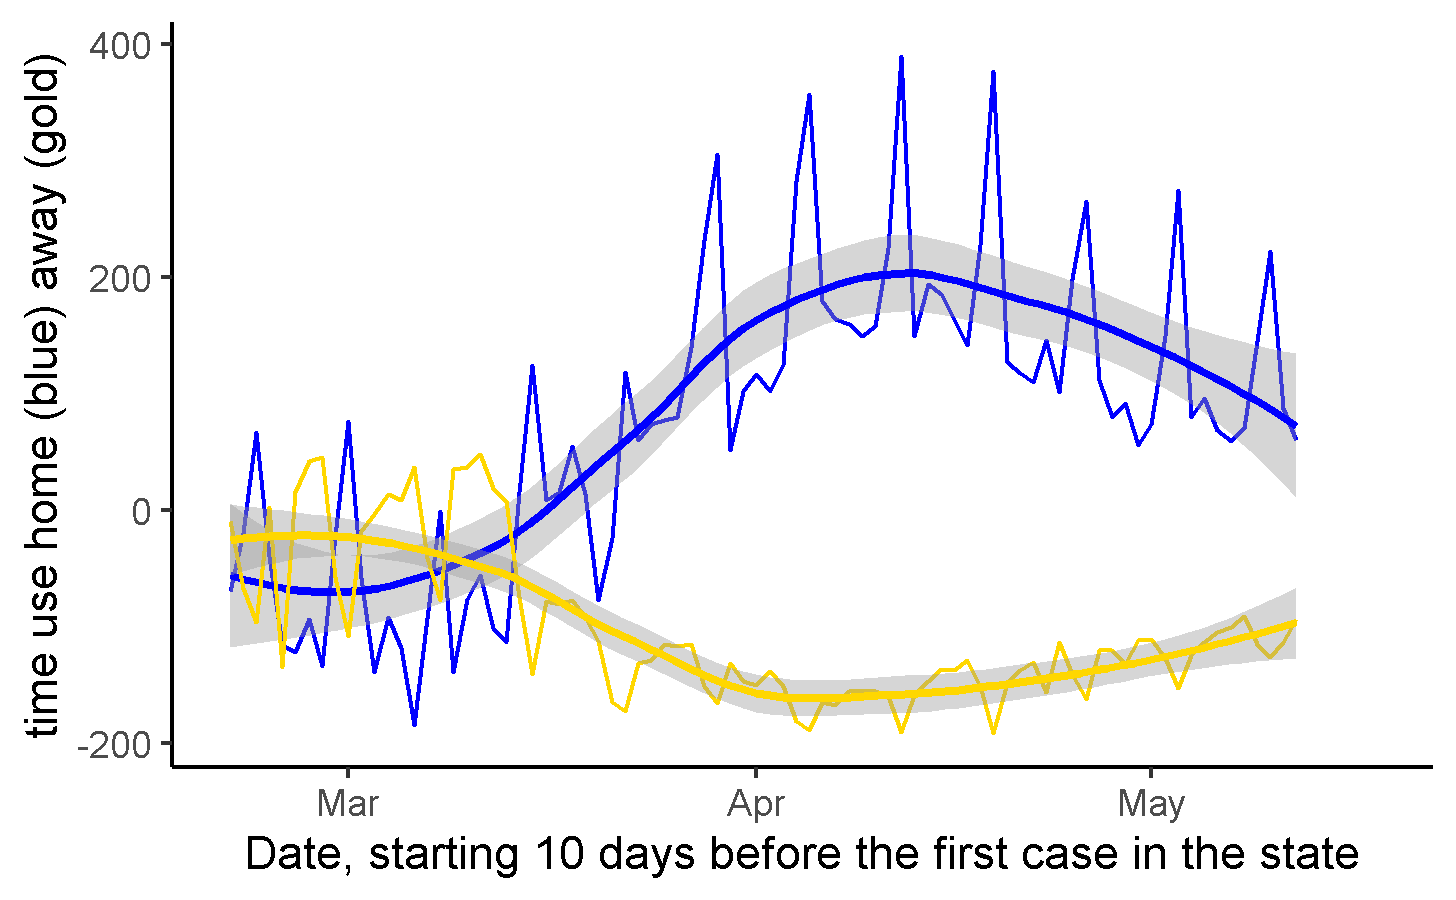 time use home (blue) away (gold)
400
200
0
-200
Mar
Apr
May
Date, starting 10 days before the first case in the state